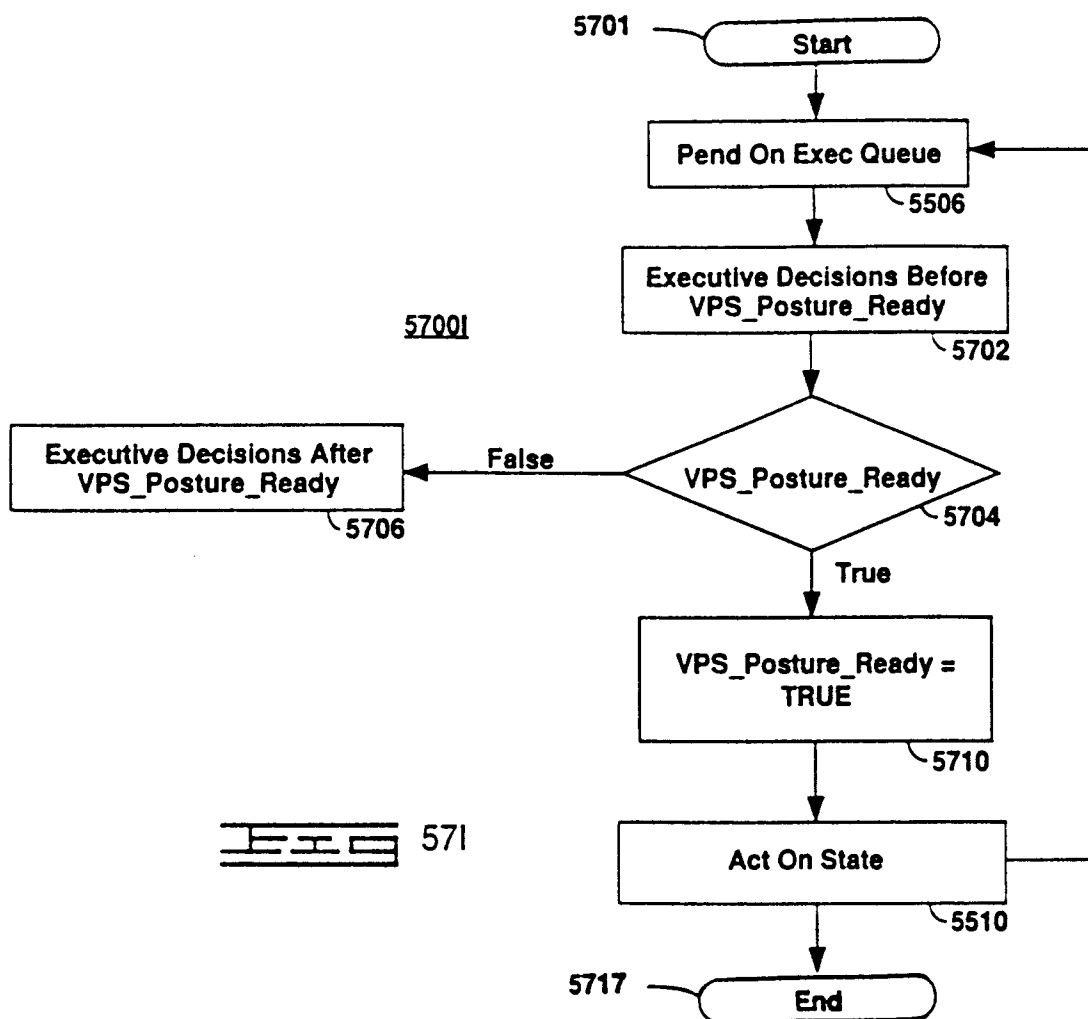 5701
Start
Pend On Exec Queue
5506
Executive Decisions Before
VPS_Posture_Ready
5702
5700I
Executive Decisions After
VPS_Posture_Ready
5706
False
VPS_Posture_Ready
5704
True
VPS_Posture_Ready =
TRUE
5710
57I
Act On State
5510
5717
End